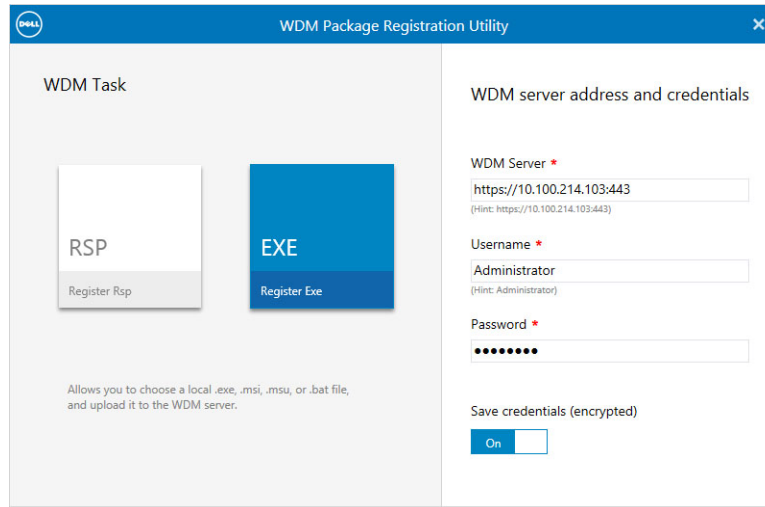 DELL
WDM Package Registration Utility
WDM Task
RSP
Register Rsp
EXE
Register Exe
Allows you to choose a local .exe, .msi, .msu, or .bat file,
and upload it to the WDM server.
WDM server address and credentials
WDM Server *
https://10.100.214.103:443
(Hint: https://10.100.214.103:443)
Username *
Administrator
(Hint: Administrator)
Password *
●●●●●●●●
Save credentials (encrypted)
On